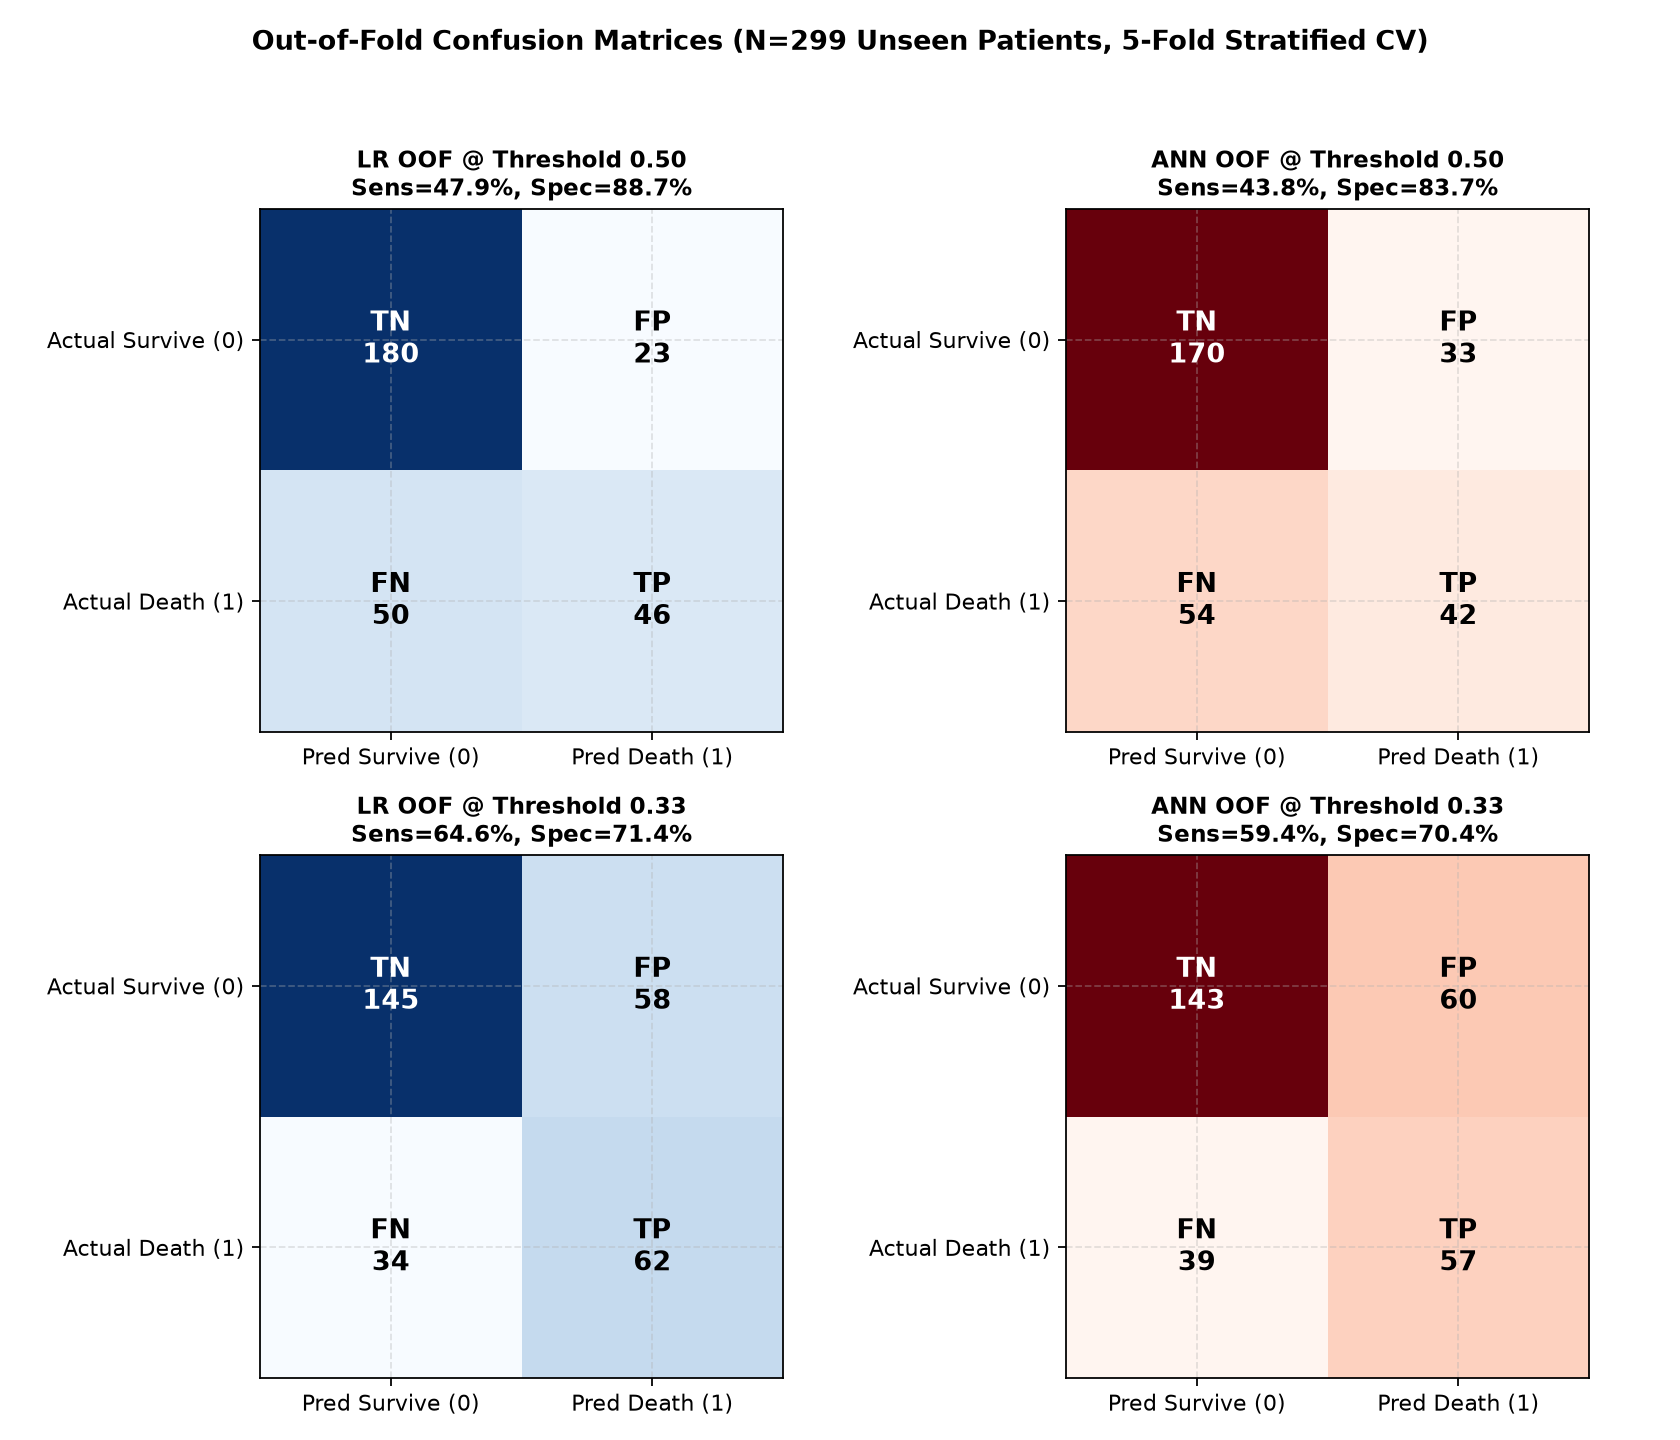 Out-of-Fold Confusion Matrices (N=299 Unseen Patients, 5-Fold Stratified CV)
LR OOF @ Threshold 0.50
Sens=47.9%, Spec=88.7%
Actual Survive (0)
TN
180
FP
23
Actual Death (1)
FN
50
TP
46
Pred Survive (0)
Pred Death (1)
ANN OOF @ Threshold 0.50
Sens=43.8%, Spec=83.7%
Actual Survive (0)
TN
170
FP
33
Actual Death (1)
FN
54
TP
42
Pred Survive (0)
Pred Death (1)
LR OOF @ Threshold 0.33
Sens=64.6%, Spec=71.4%
Actual Survive (0)
TN
145
FP
58
Actual Death (1)
FN
34
TP
62
Pred Survive (0)
Pred Death (1)
ANN OOF @ Threshold 0.33
Sens=59.4%, Spec=70.4%
Actual Survive (0)
TN
143
FP
60
Actual Death (1)
FN
39
TP
57
Pred Survive (0)
Pred Death (1)